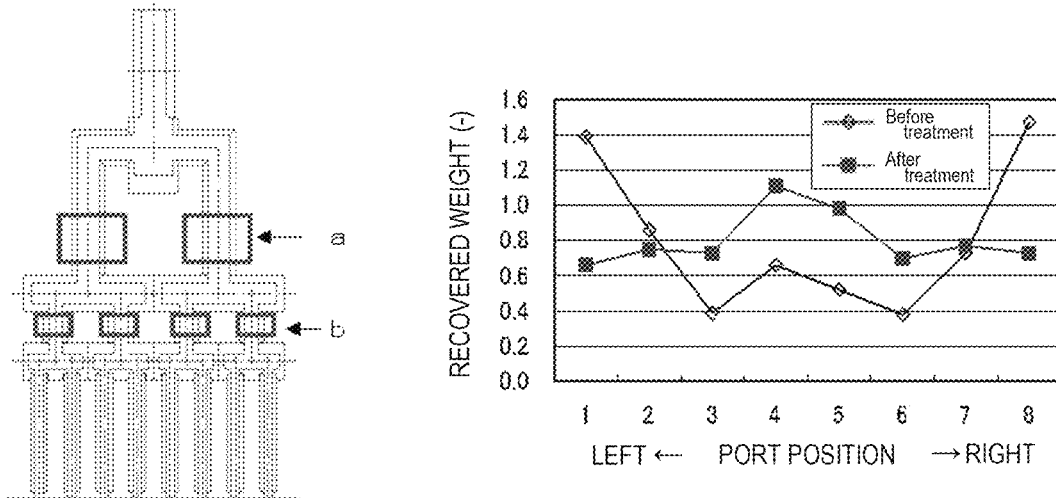 a
b
RECOVERED WEIGHT (-)
1.6
1.4
1.2
1.0
0.8
0.6
0.4
0.2
0.0
Before treatment
After treatment
1 2 3 4 5 6 7 8
LEFT ← PORT POSITION → RIGHT